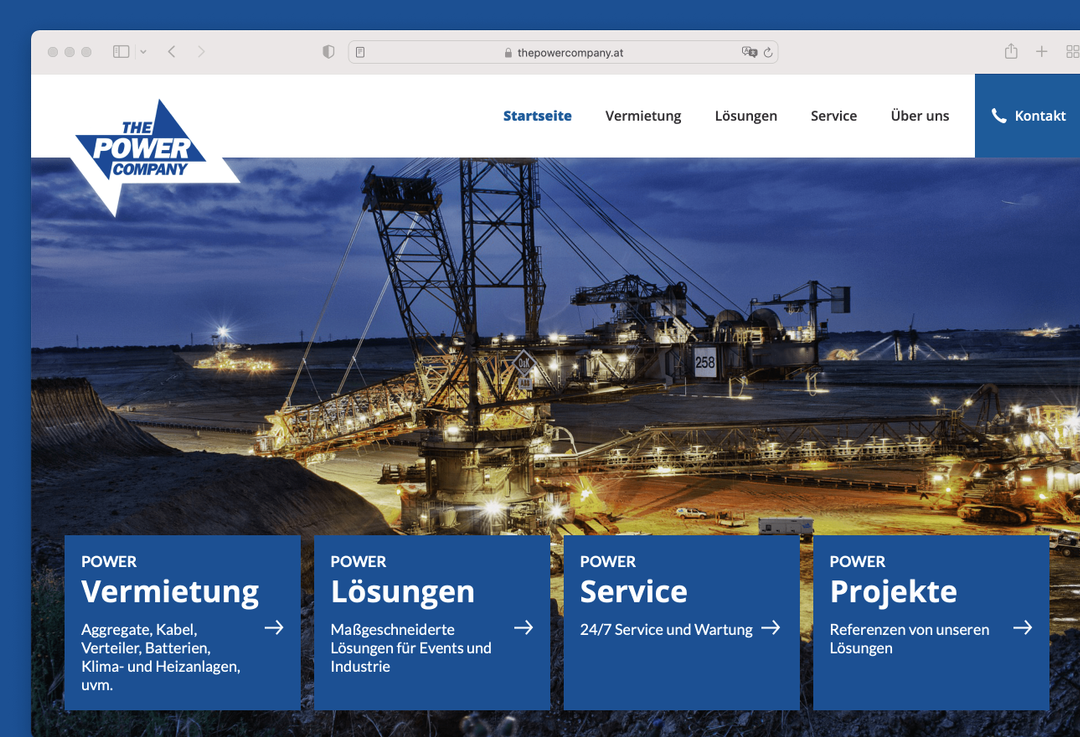 thepowercompany.at
THE
POWER
COMPANY
Startseite
Vermietung
Lösungen
Service
Über uns
Kontakt
258
O&K
ABB
POWER
Vermietung
Aggregate, Kabel,
Verteiler, Batterien,
Klima- und Heizanlagen,
uvm.
POWER
Lösungen
Maßgeschneiderte
Lösungen für Events und
Industrie
POWER
Service
24/7 Service und Wartung
POWER
Projekte
Referenzen von unseren
Lösungen